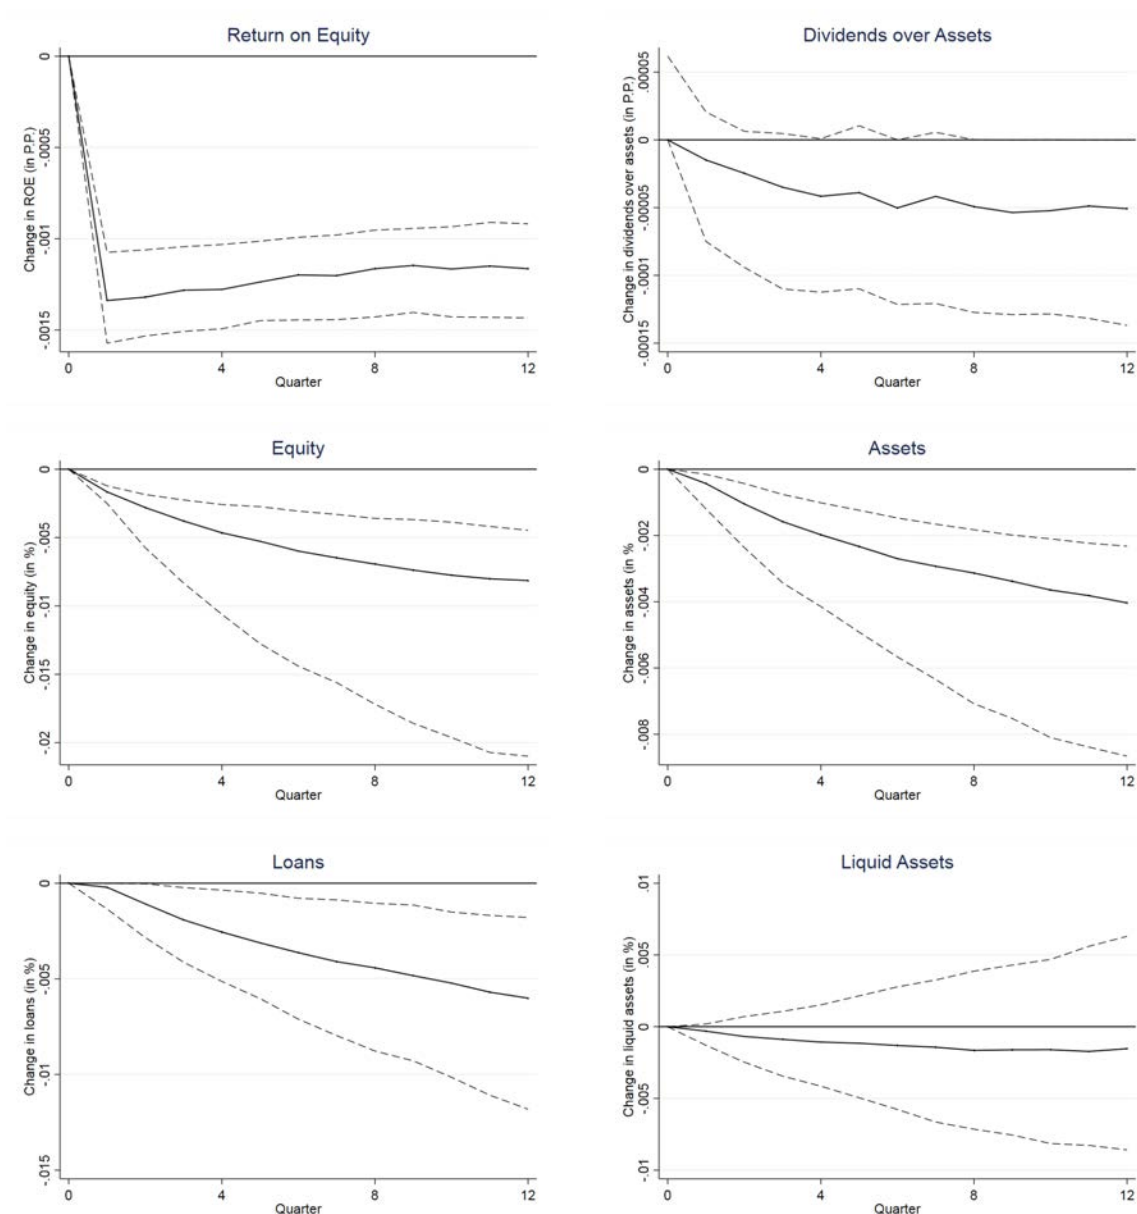 Return on Equity
Change in ROE (in P.P.)
0
-.0005
-.001
-.0015
0 4 8 12
Quarter
Dividends over Assets
Change in dividends over assets (in P.P.)
.00005
0
-.00005
-.0001
-.00015
0 4 8 12
Quarter
Equity
Change in equity (in %)
0
-.005
-.01
-.015
-.02
0 4 8 12
Quarter
Assets
Change in assets (in %
0
-.002
-.004
-.006
-.008
0 4 8 12
Quarter
Loans
Change in loans (in %)
0
-.005
-.01
-.015
0 4 8 12
Quarter
Liquid Assets
Change in liquid assets (in %)
.01
.005
0
-.005
-.01
0 4 8 12
Quarter